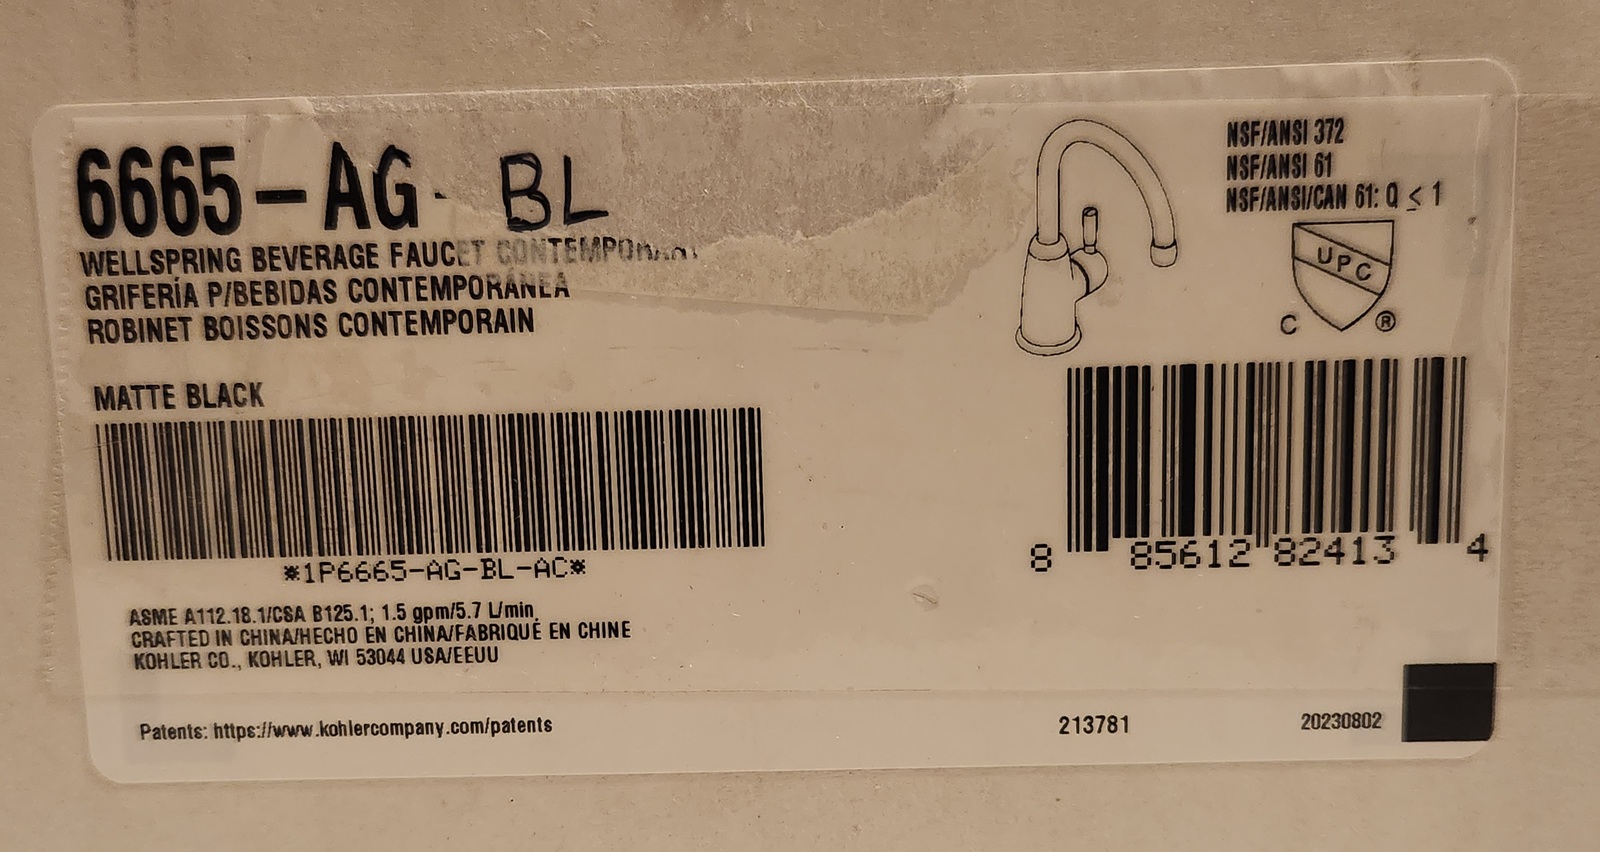 6665-AG- BL
WELLSPRING BEVERAGE FAUCET CONTEMPORARY
GRIFERÍA P/BEBIDAS CONTEMPORÁNEA
ROBINET BOISSONS CONTEMPORAIN
MATTE BLACK
*1P6665-AG-BL-AC*
ASME A112.18.1/CSA B125.1; 1.5 gpm/5.7 L/min
CRAFTED IN CHINA/HECHO EN CHINA/FABRIQUÉ EN CHINE
KOHLER CO., KOHLER, WI 53044 USA/EEUU
Patents: https://www.kohlercompany.com/patents
NSF/ANSI 372
NSF/ANSI 61
NSF/ANSI/CAN 61: Q ≤ 1
UPC
C ®
8 85612 82413 4
213781 20230802